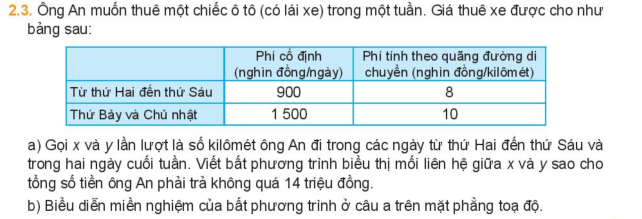 2.3. Ông An muốn thuê một chiếc ô tô (có lái xe) trong một tuần. Giá thuê xe được cho như
bảng sau:
Phí cố định
(nghìn đồng/ngày)
Phí tính theo quãng đường di
chuyển (nghìn đồng/kilômét)
Từ thứ Hai đến thứ Sáu 900 8
Thứ Bảy và Chủ nhật 1 500 10
a) Gọi x và y lần lượt là số kilômét ông An đi trong các ngày từ thứ Hai đến thứ Sáu và
trong hai ngày cuối tuần. Viết bất phương trình biểu thị mối liên hệ giữa x và y sao cho
tổng số tiền ông An phải trả không quá 14 triệu đồng.
b) Biểu diễn miền nghiệm của bất phương trình ở câu a trên mặt phẳng toạ độ.